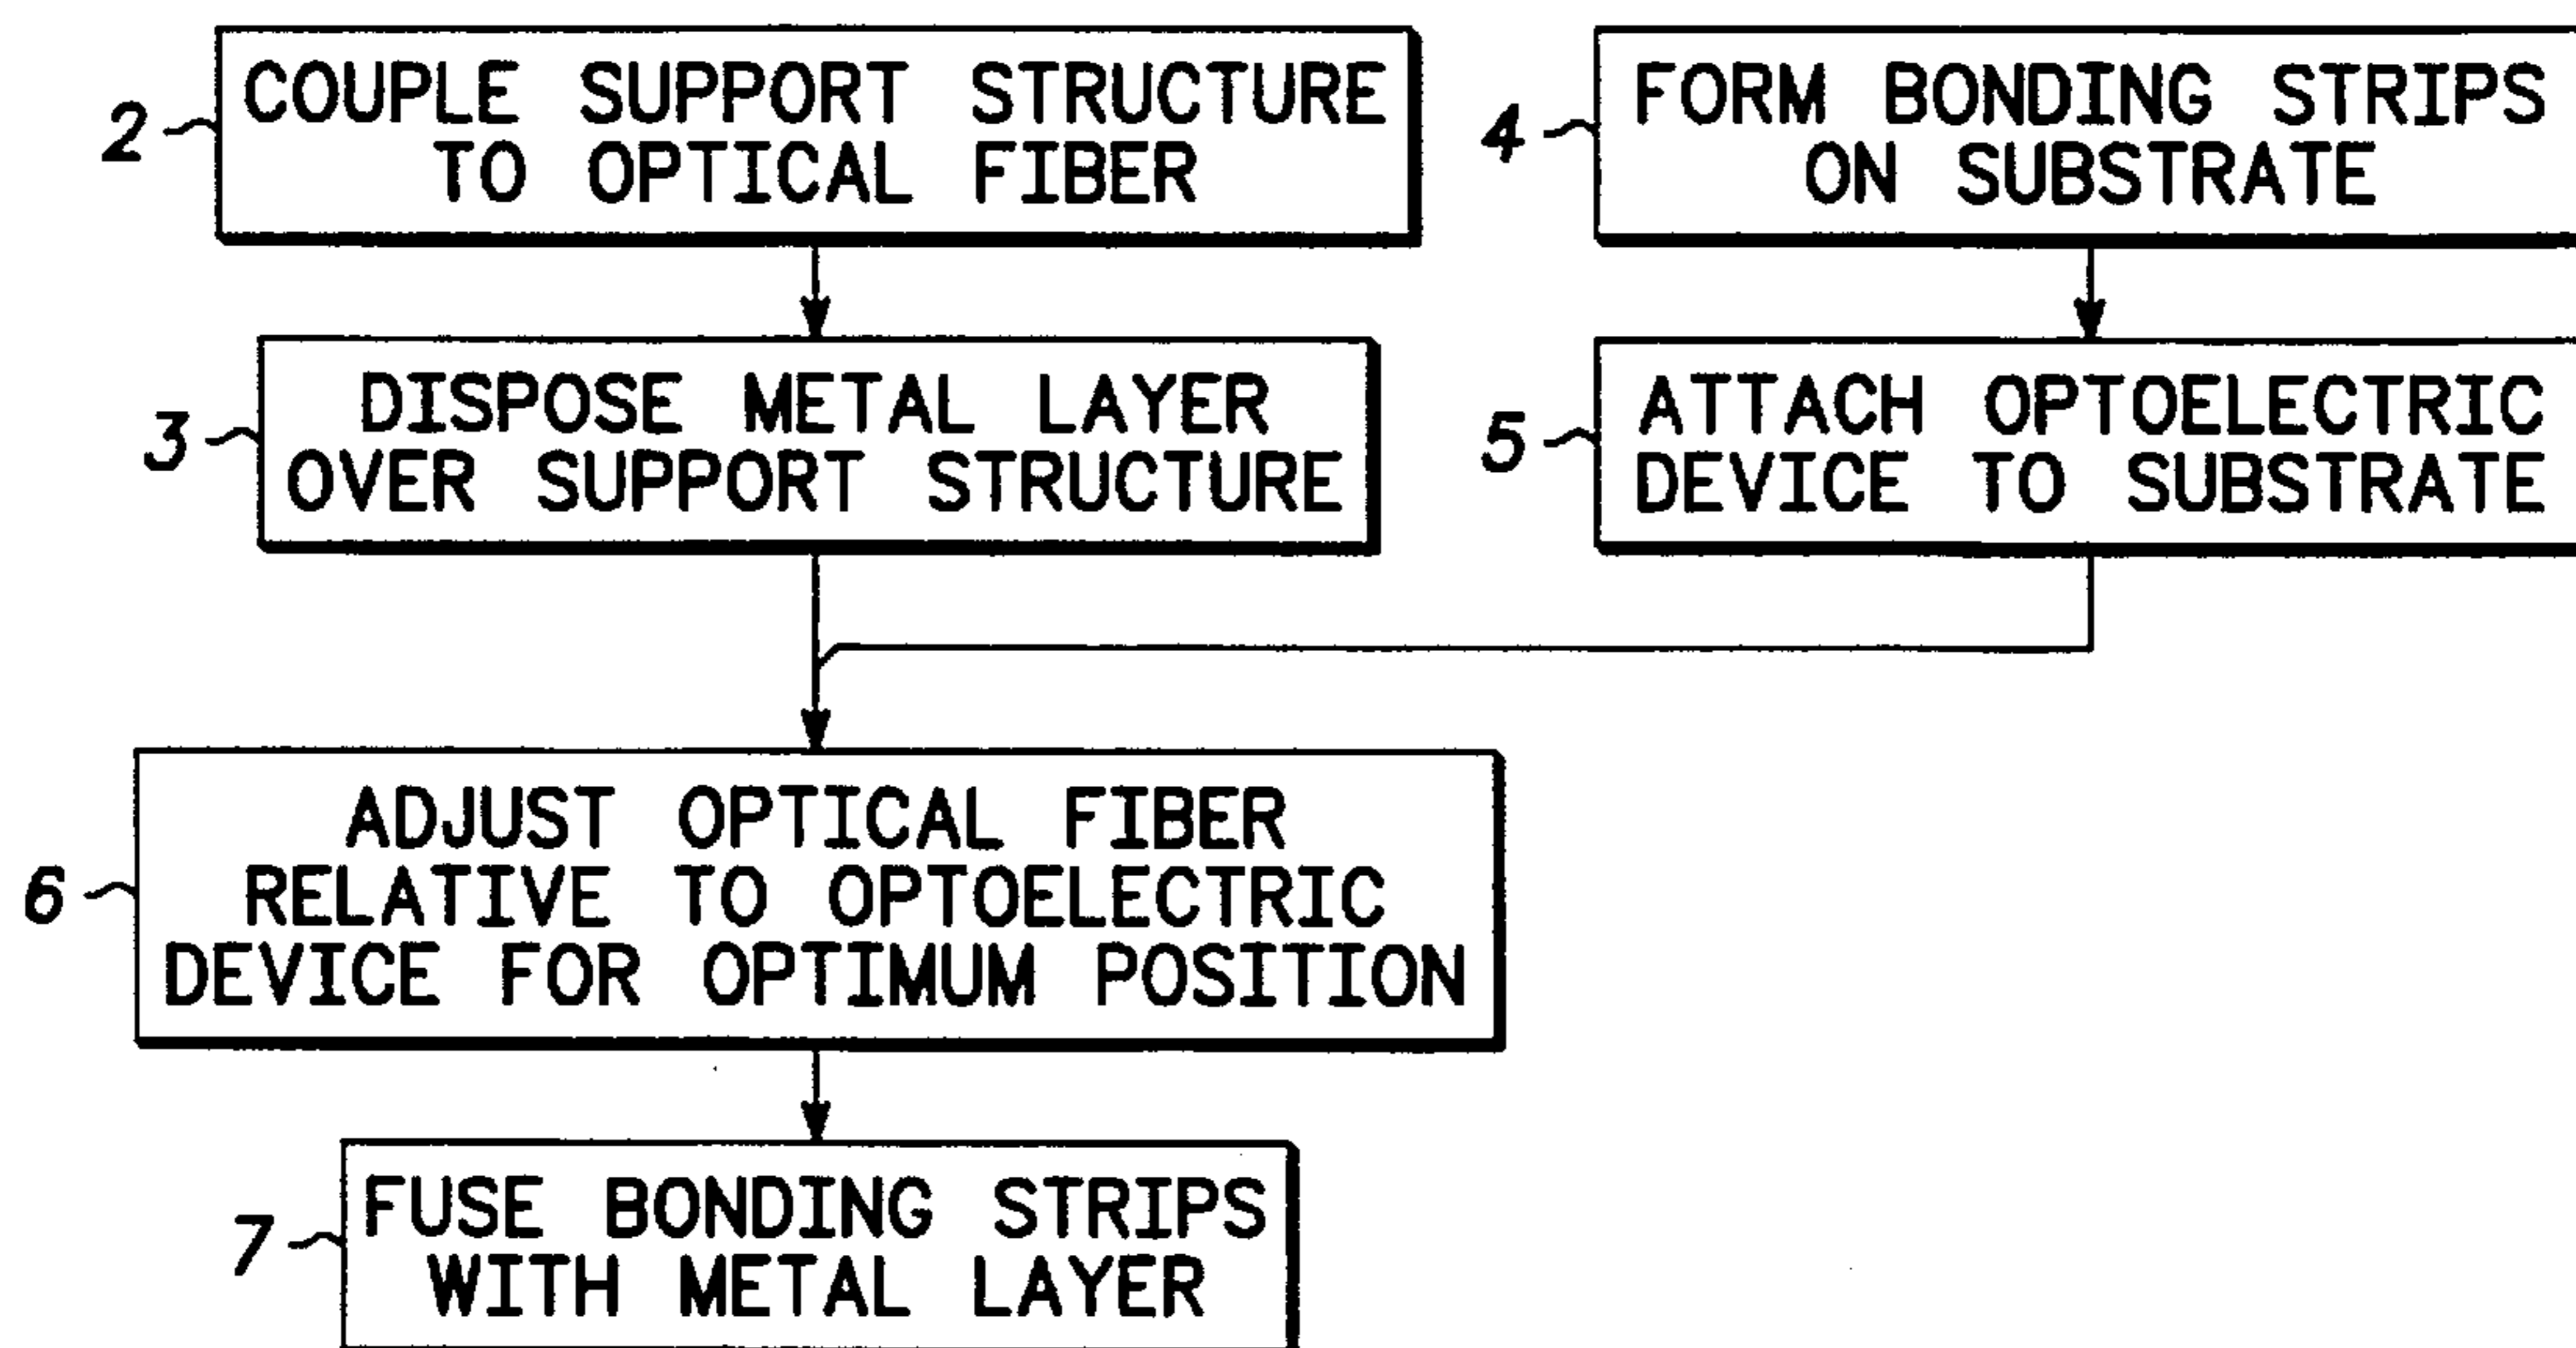 2
COUPLE SUPPORT STRUCTURE
TO OPTICAL FIBER
4
FORM BONDING STRIPS
ON SUBSTRATE
3
DISPOSE METAL LAYER
OVER SUPPORT STRUCTURE
5
ATTACH OPTOELECTRIC
DEVICE TO SUBSTRATE
6
ADJUST OPTICAL FIBER
RELATIVE TO OPTOELECTRIC
DEVICE FOR OPTIMUM POSITION
7
FUSE BONDING STRIPS
WITH METAL LAYER